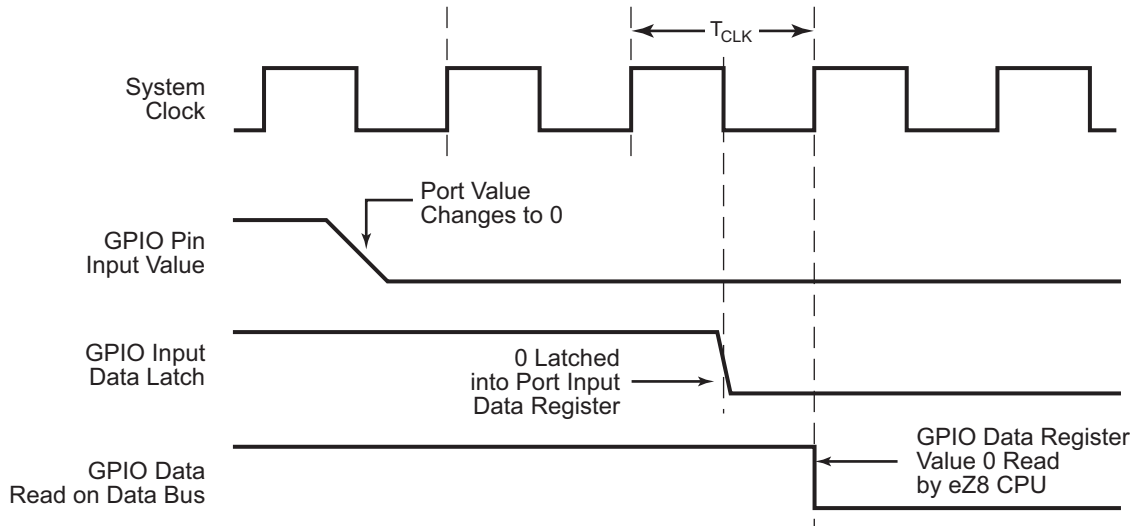 T_CLK
System
Clock
Port Value
Changes to 0
GPIO Pin
Input Value
GPIO Input
Data Latch
0 Latched
into Port Input
Data Register
GPIO Data
Read on Data Bus
GPIO Data Register
Value 0 Read
by eZ8 CPU